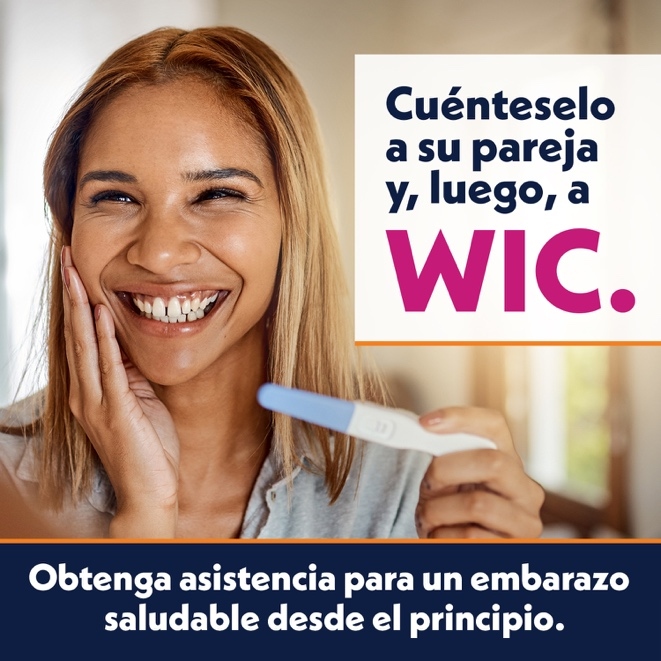 Cuénteselo
a su pareja
y, luego, a
WIC.
Obtenga asistencia para un embarazo
saludable desde el principio.